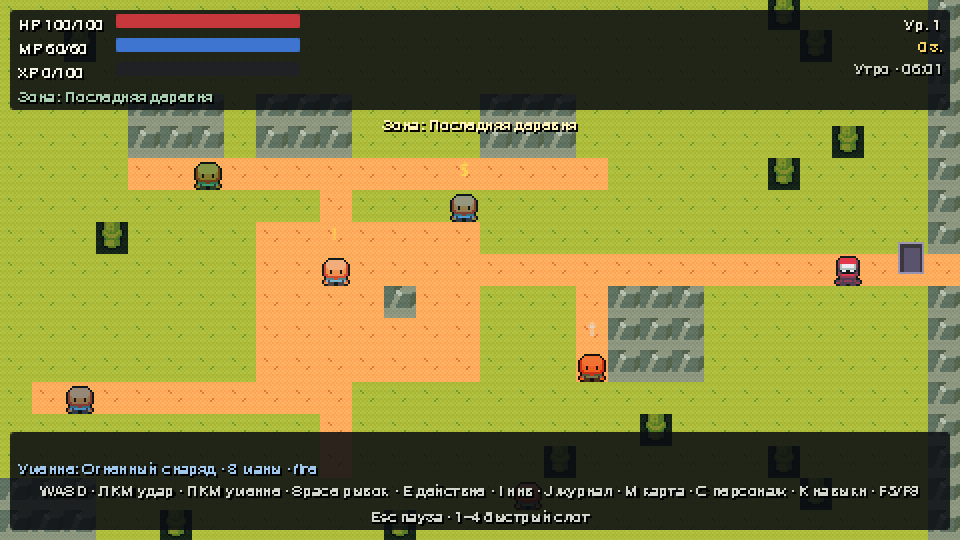 HP 100/100
Ур. 1
MP 60/60
0 з.
XP 0/100
Утро · 06:01
Зона: Последняя деревня
Зона: Последняя деревня
$
!
Умение: Огненный снаряд · 8 маны · fire
WASD · ЛКМ удар · ПКМ умение · Space рывок · E действие · I инв · J журнал · M карта · C персонаж · K навыки · F5/F9
Esc пауза · 1–4 быстрый слот